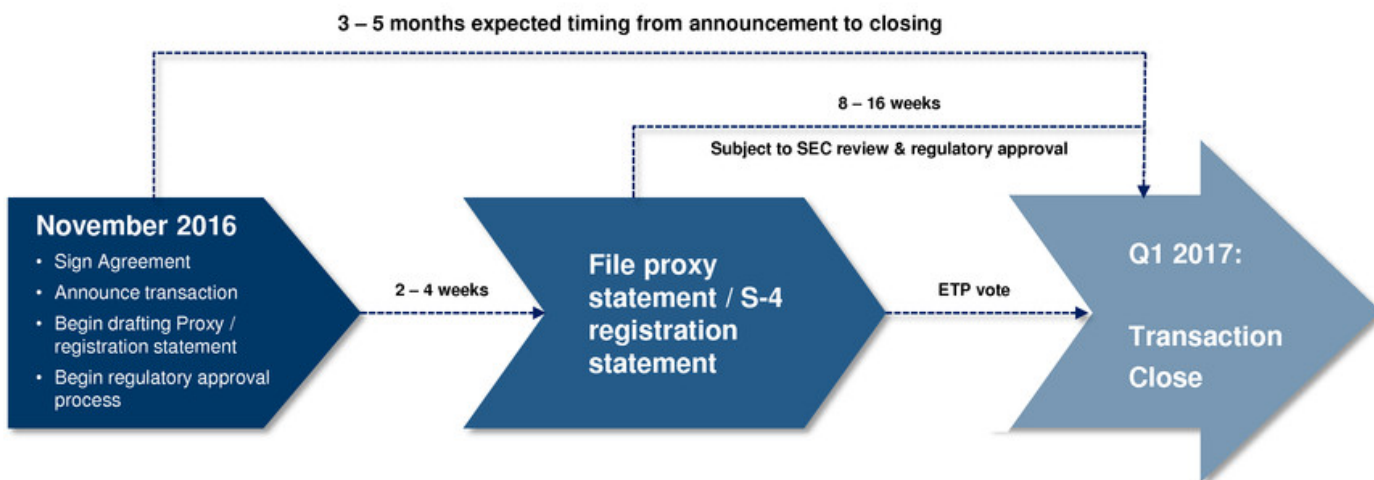 3 – 5 months expected timing from announcement to closing
8 – 16 weeks
Subject to SEC review & regulatory approval
November 2016
• Sign Agreement
• Announce transaction
• Begin drafting Proxy /
registration statement
• Begin regulatory approval
process
2 – 4 weeks
File proxy
statement / S-4
registration
statement
ETP vote
Q1 2017:
Transaction
Close